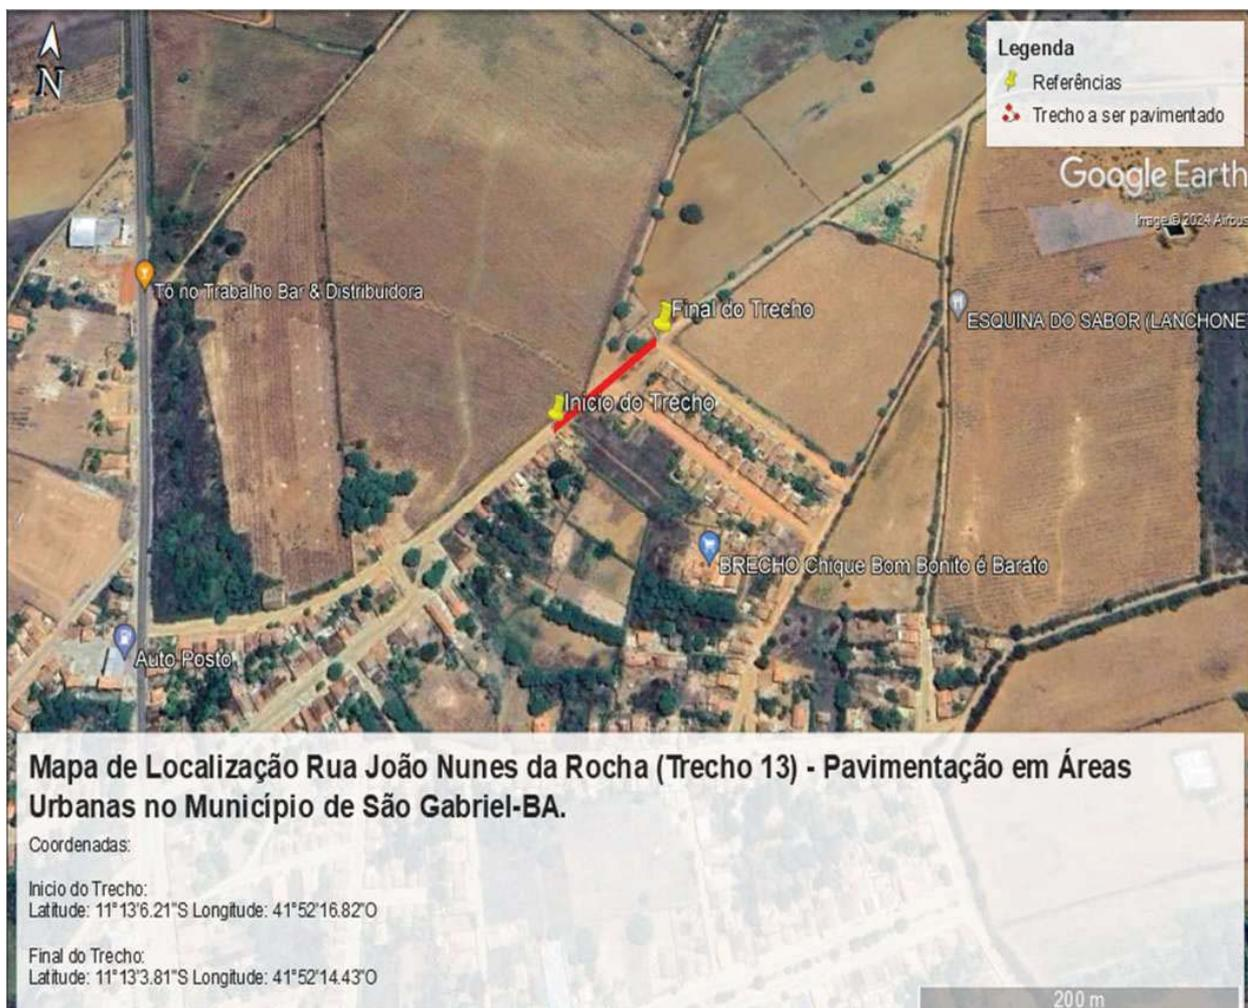 N
Legenda
Referências
Trecho a ser pavimentado
Google Earth
Image © 2024 Airbus
Tô no Trabalho Bar & Distribuidora
Final do Trecho
ESQUINA DO SABOR (LANCHONE
Início do Trecho
BRECHO Chique Bom Bonito é Barato
Auto Posto
Mapa de Localização Rua João Nunes da Rocha (Trecho 13) - Pavimentação em Áreas
Urbanas no Município de São Gabriel-BA.
Coordenadas:
Inicio do Trecho:
Latitude: 11°13'6.21"S Longitude: 41°52'16.82"O
Final do Trecho:
Latitude: 11°13'3.81"S Longitude: 41°52'14.43"O
200 m